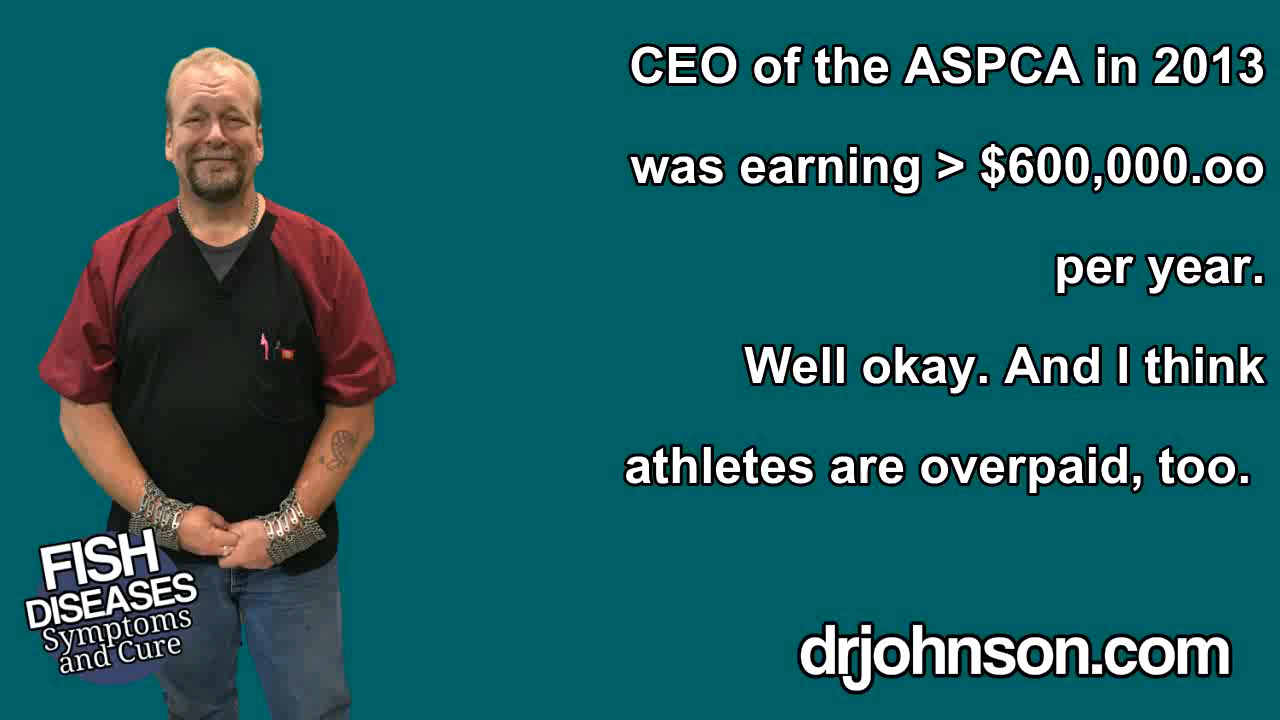 CEO of the ASPCA in 2013
was earning > $600,000.oo
per year.
Well okay. And I think
athletes are overpaid, too.
FISH
DISEASES
Symptoms
and Cure
drjohnson.com